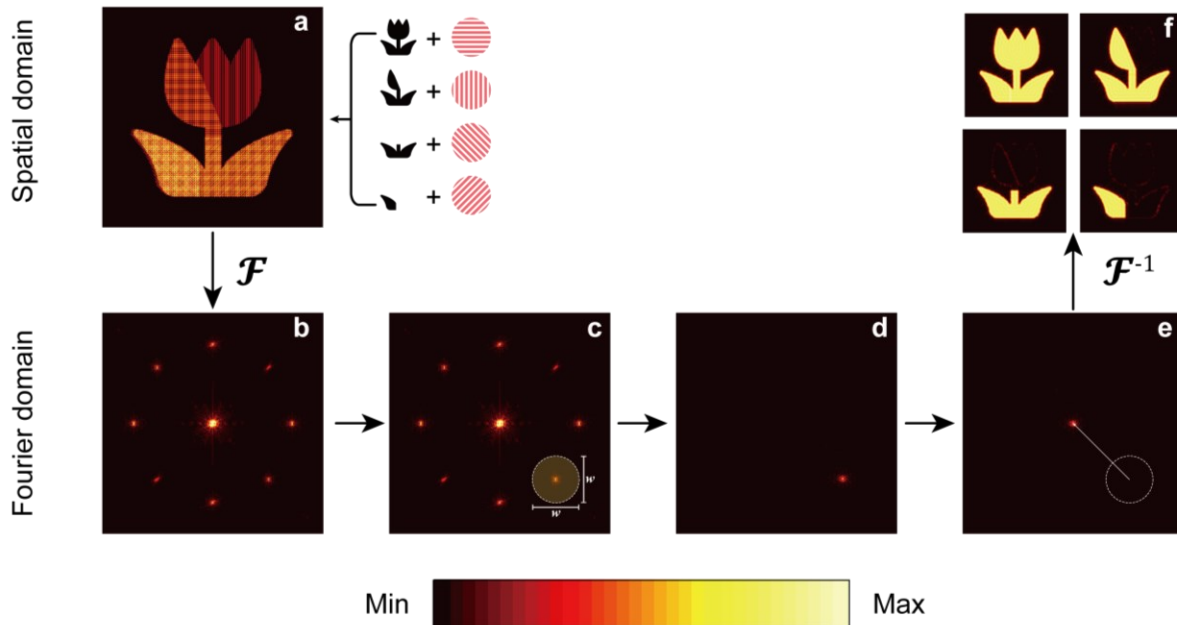 Spatial domain
a
+
+
+
+
f
𝓕
𝓕-1
Fourier domain
b
c
w
w
d
e
Min
Max